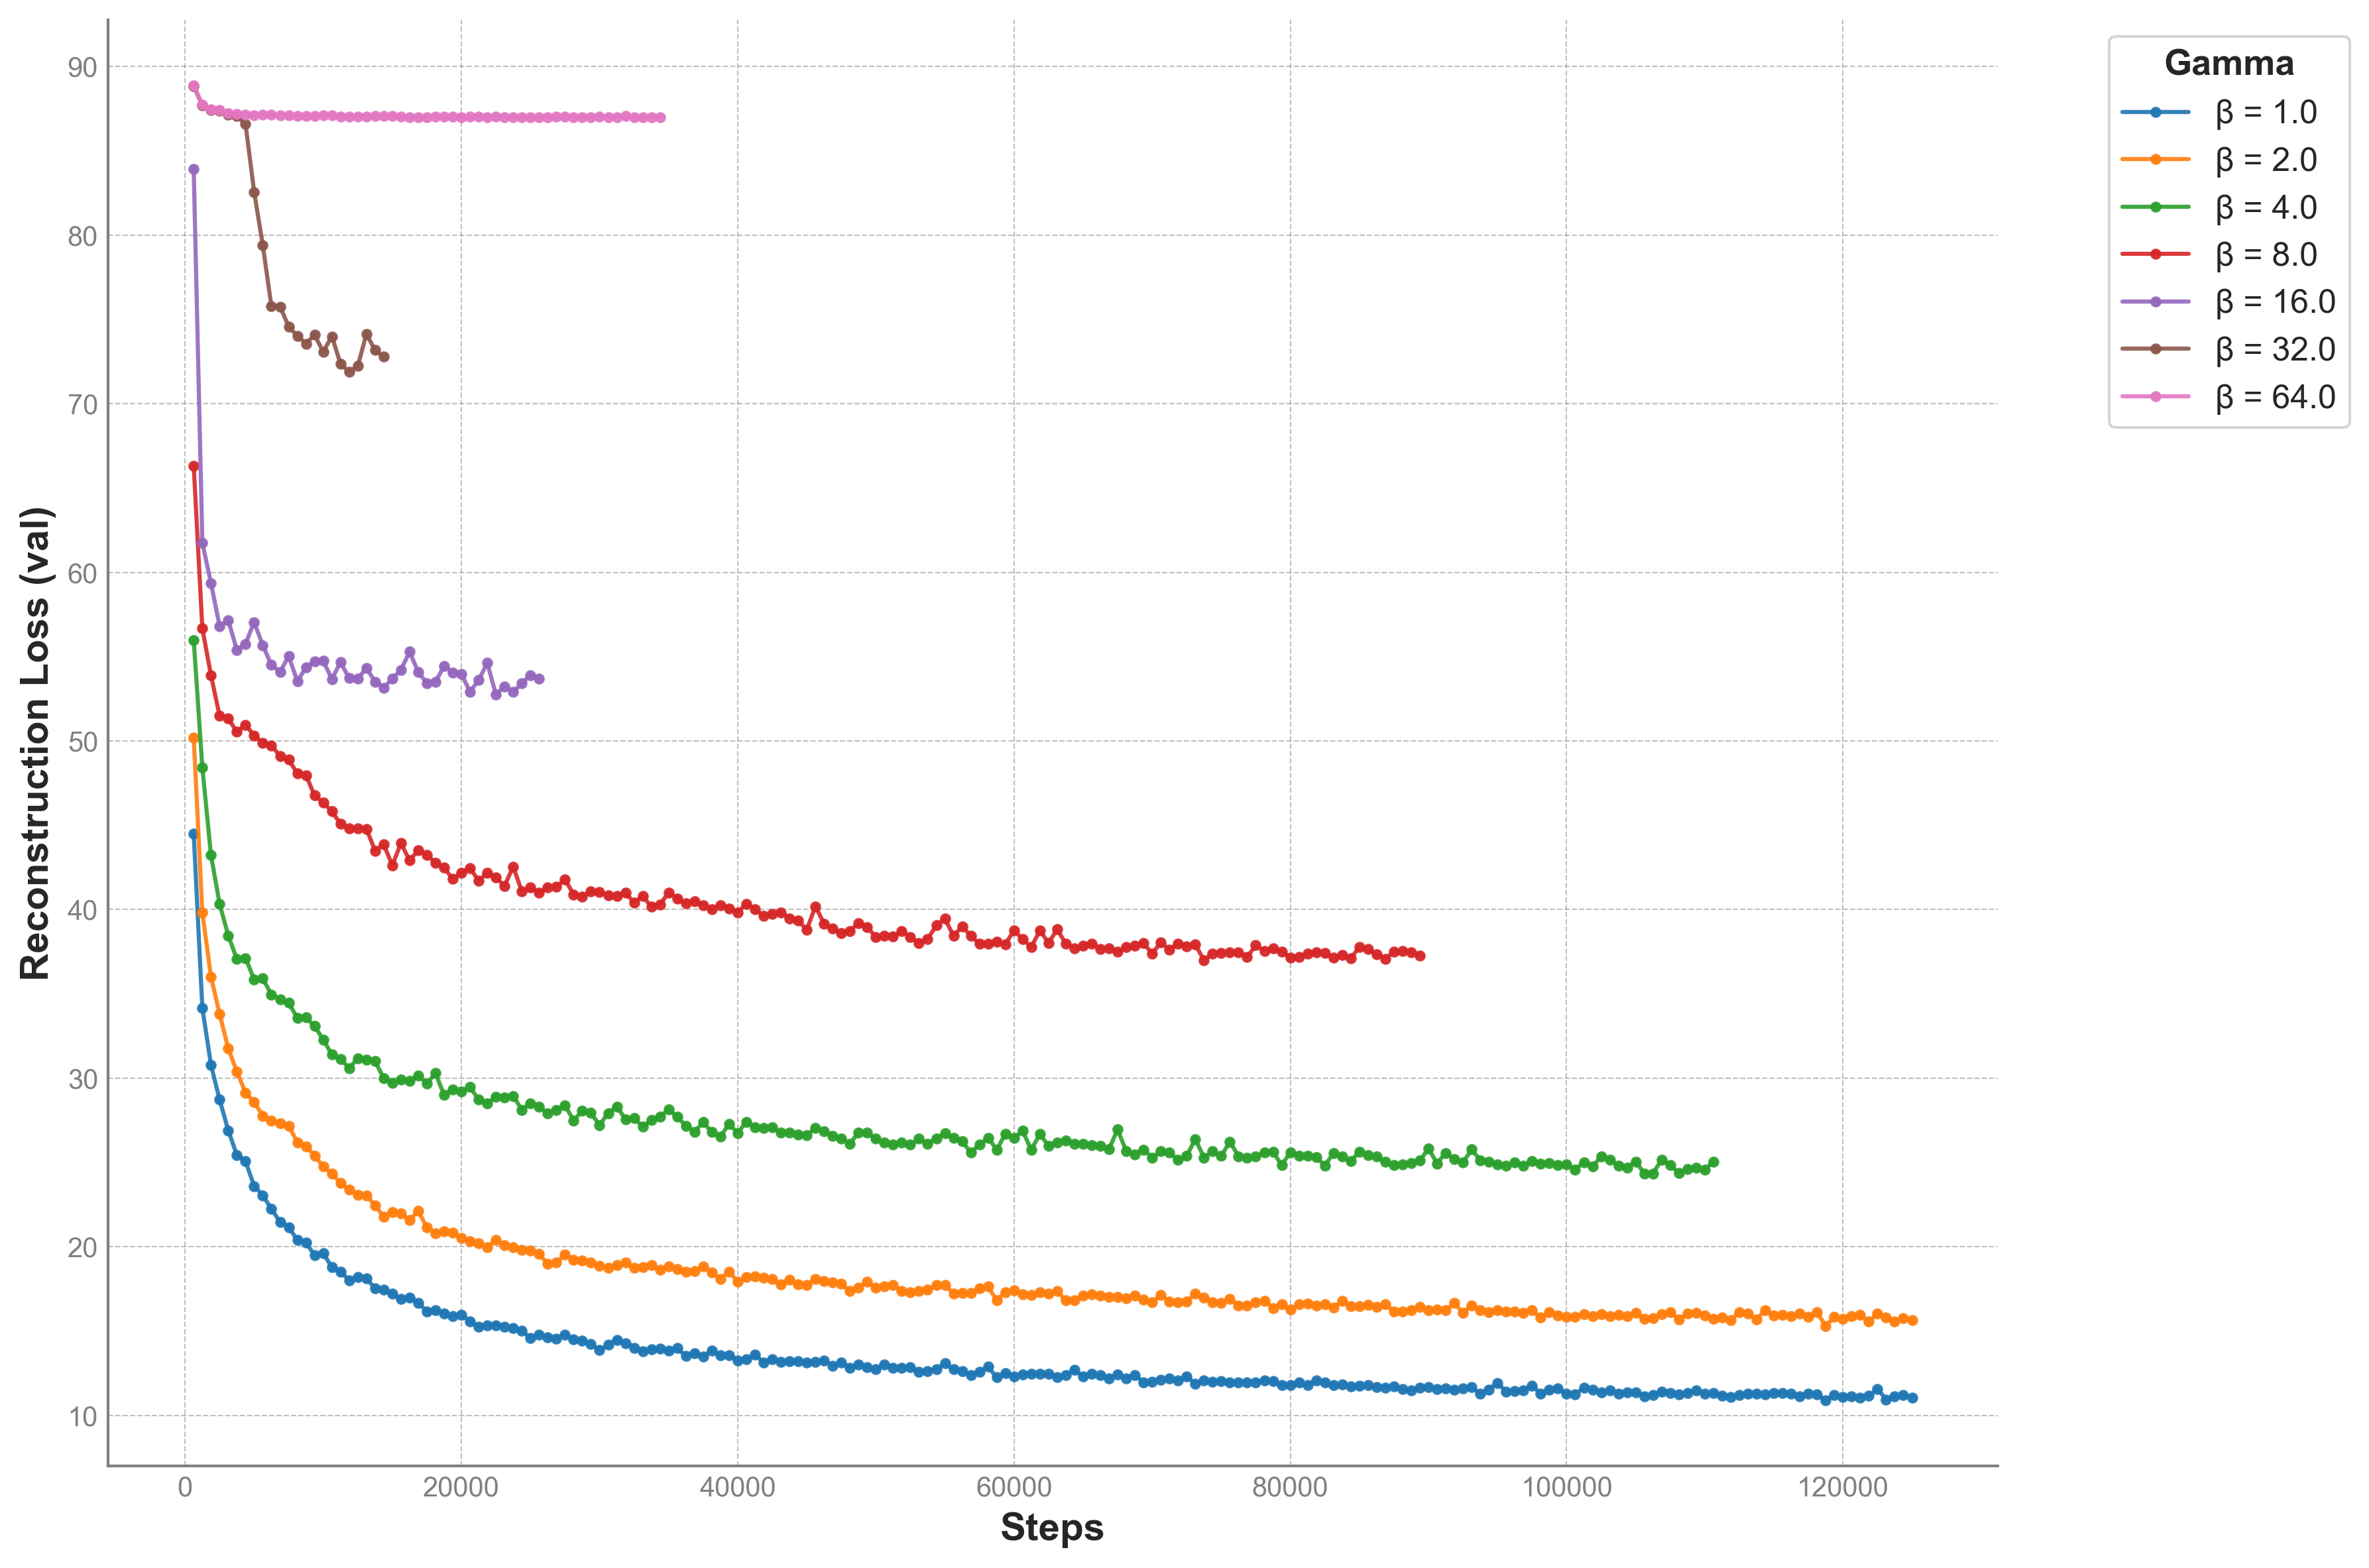 Gamma
β = 1.0
β = 2.0
β = 4.0
β = 8.0
β = 16.0
β = 32.0
β = 64.0
Reconstruction Loss (val)
90
80
70
60
50
40
30
20
10
0 20000 40000 60000 80000 100000 120000
Steps